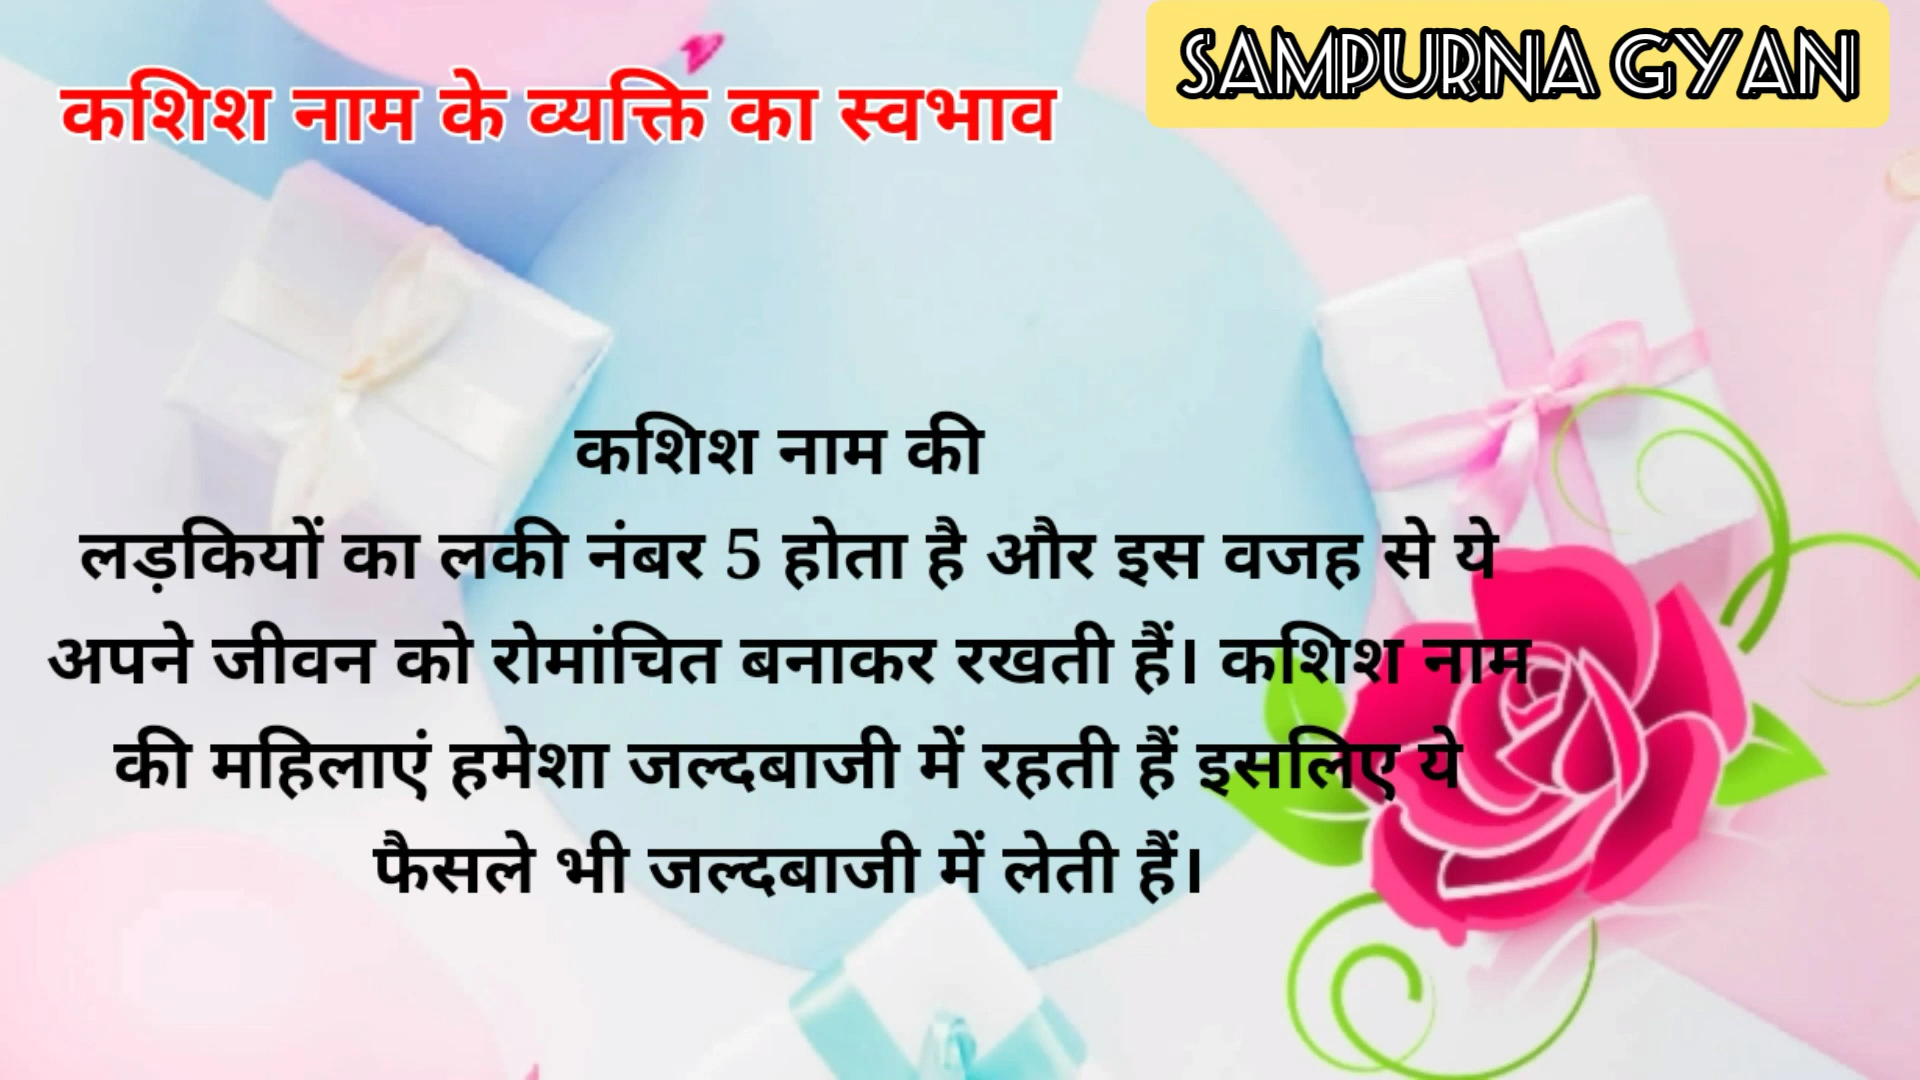 SAMPURNA GYAN
कशिश नाम के व्यक्ति का स्वभाव
कशिश नाम की
लड़कियों का लकी नंबर 5 होता है और इस वजह से ये
अपने जीवन को रोमांचित बनाकर रखती हैं। कशिश नाम
की महिलाएं हमेशा जल्दबाजी में रहती हैं इसलिए ये
फैसले भी जल्दबाजी में लेती हैं।